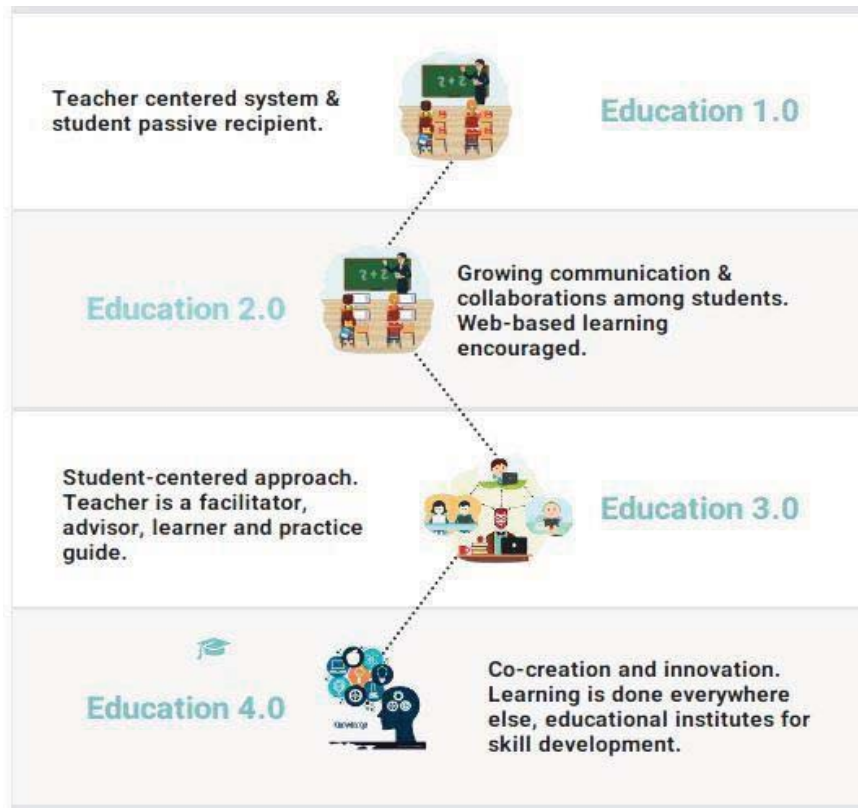 Teacher centered system &
student passive recipient.
Education 1.0
Education 2.0
Growing communication &
collaborations among students.
Web-based learning
encouraged.
Student-centered approach.
Teacher is a facilitator,
advisor, learner and practice
guide.
Education 3.0
Education 4.0
Co-creation and innovation.
Learning is done everywhere
else, educational institutes for
skill development.